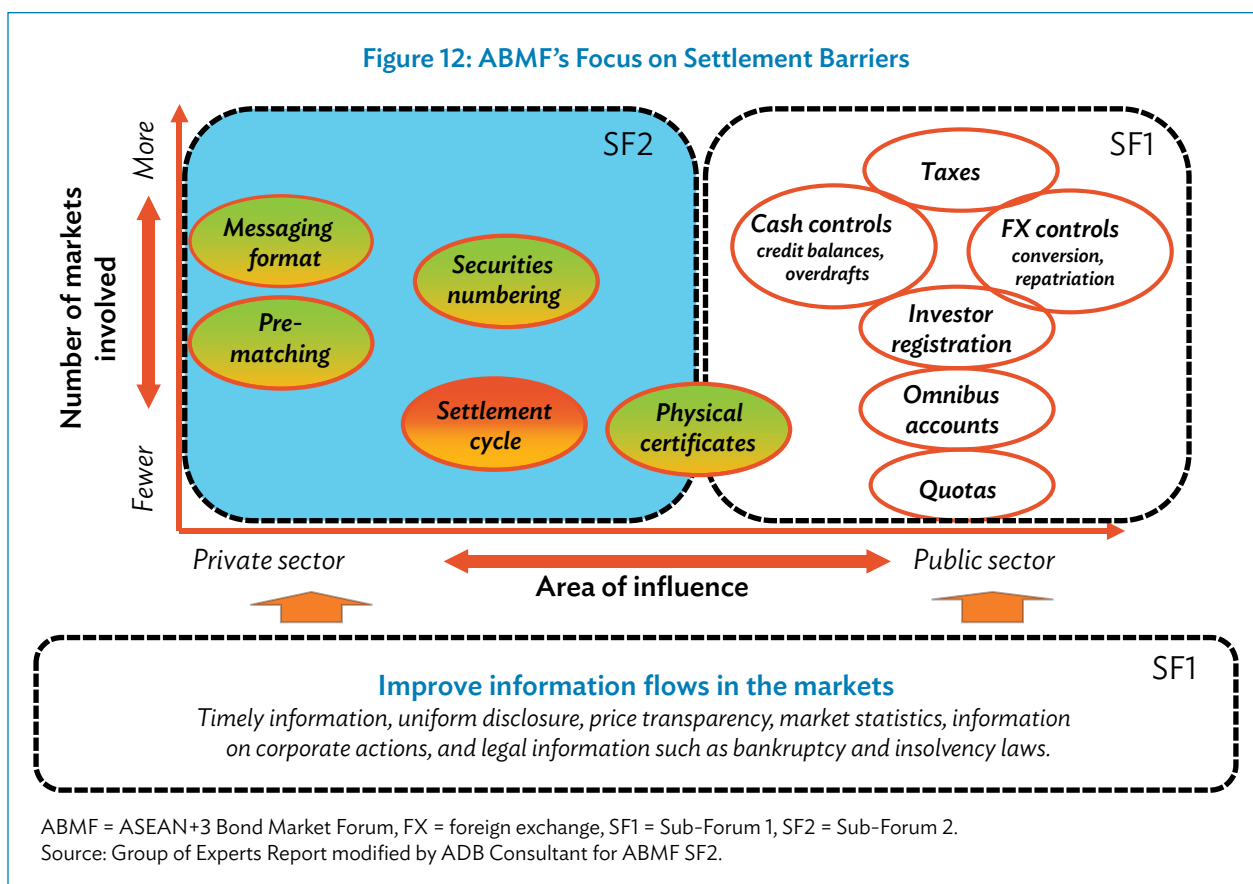 Figure 12: ABMF's Focus on Settlement Barriers
Number of markets
involved
More
Fewer
SF2
Messaging
format
Securities
numbering
Pre-
matching
Settlement
cycle
Physical
certificates
SF1
Taxes
Cash controls
credit balances,
overdrafts
FX controls
conversion,
repatriation
Investor
registration
Omnibus
accounts
Quotas
Private sector
Area of influence
Public sector
SF1
Improve information flows in the markets
Timely information, uniform disclosure, price transparency, market statistics, information
on corporate actions, and legal information such as bankruptcy and insolvency laws.
ABMF = ASEAN+3 Bond Market Forum, FX = foreign exchange, SF1 = Sub-Forum 1, SF2 = Sub-Forum 2.
Source: Group of Experts Report modified by ADB Consultant for ABMF SF2.